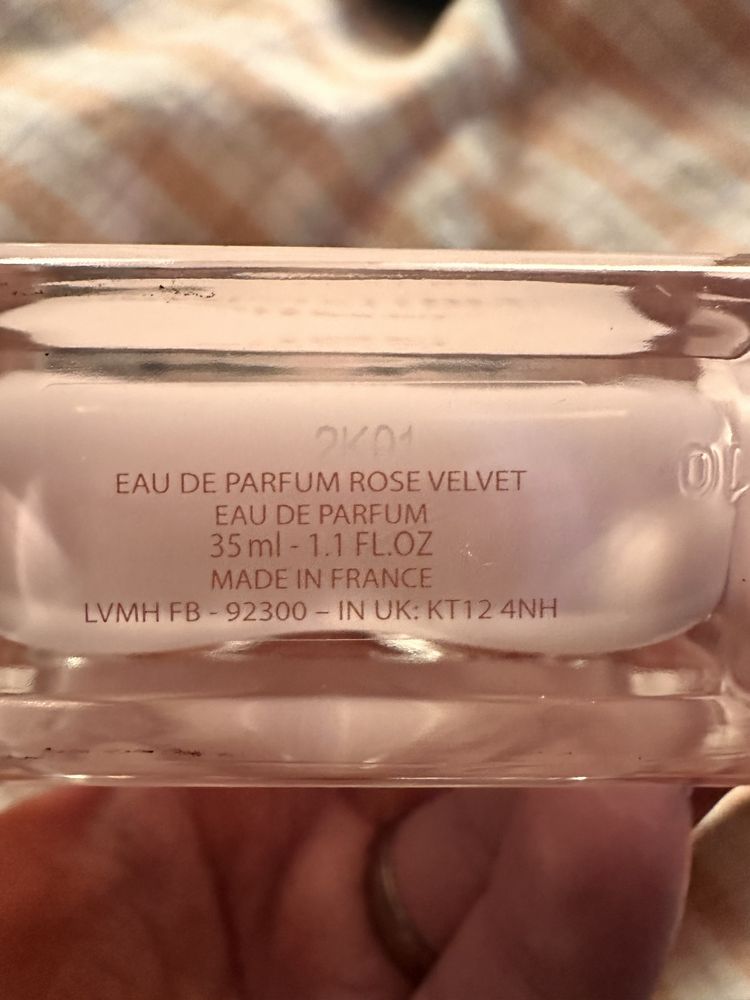 2K01
EAU DE PARFUM ROSE VELVET
EAU DE PARFUM
35 ml - 1.1 FL.OZ
MADE IN FRANCE
LVMH FB - 92300 – IN UK: KT12 4NH